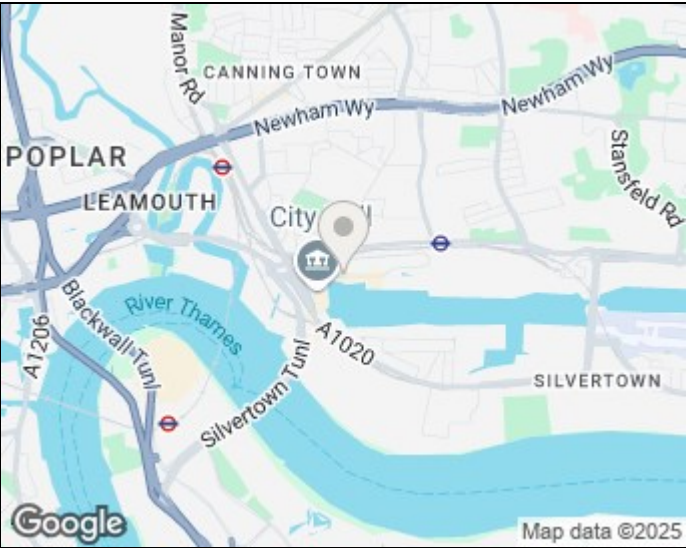 Manor Rd
CANNING TOWN
Newham Wy
Newham Wy
Stansfeld Rd
POPLAR
LEAMOUTH
City
River Thames
Blackwall Tunl
A1206
A1020
Silvertown Tunl
SILVERTOWN
Google
Map data ©2025